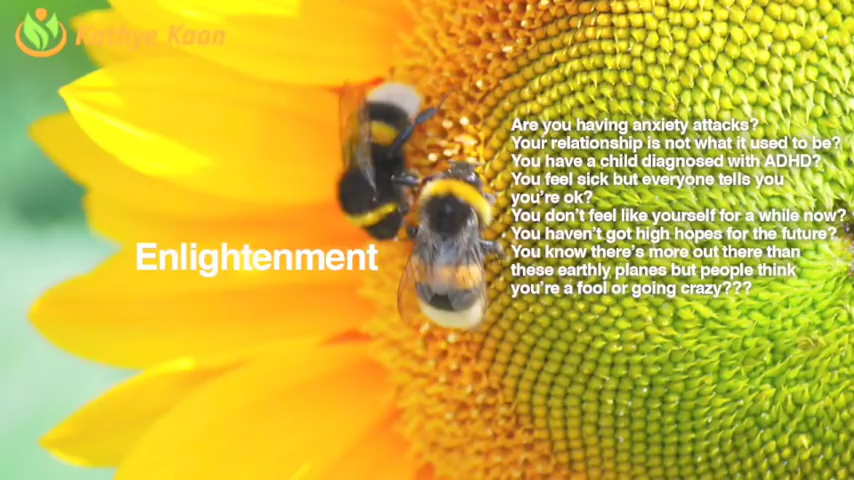 Kathye Kaan
Are you having anxiety attacks?
Your relationship is not what it used to be?
You have a child diagnosed with ADHD?
You feel sick but everyone tells you
you're ok?
You don't feel like yourself for a while now?
You haven't got high hopes for the future?
You know there's more out there than
these earthly planes but people think
you're a fool or going crazy???
Enlightenment